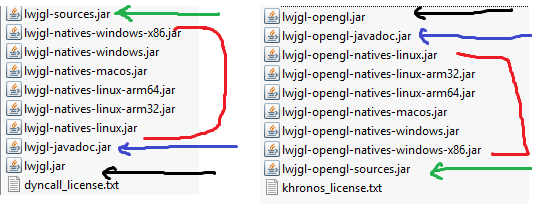 lwjgl-sources.jar
lwjgl-natives-windows-x86.jar
lwjgl-natives-windows.jar
lwjgl-natives-macos.jar
lwjgl-natives-linux-arm64.jar
lwjgl-natives-linux-arm32.jar
lwjgl-natives-linux.jar
lwjgl-javadoc.jar
lwjgl.jar
dyncall_license.txt
lwjgl-opengl.jar
lwjgl-opengl-javadoc.jar
lwjgl-opengl-natives-linux.jar
lwjgl-opengl-natives-linux-arm32.jar
lwjgl-opengl-natives-linux-arm64.jar
lwjgl-opengl-natives-macos.jar
lwjgl-opengl-natives-windows.jar
lwjgl-opengl-natives-windows-x86.jar
lwjgl-opengl-sources.jar
khronos_license.txt